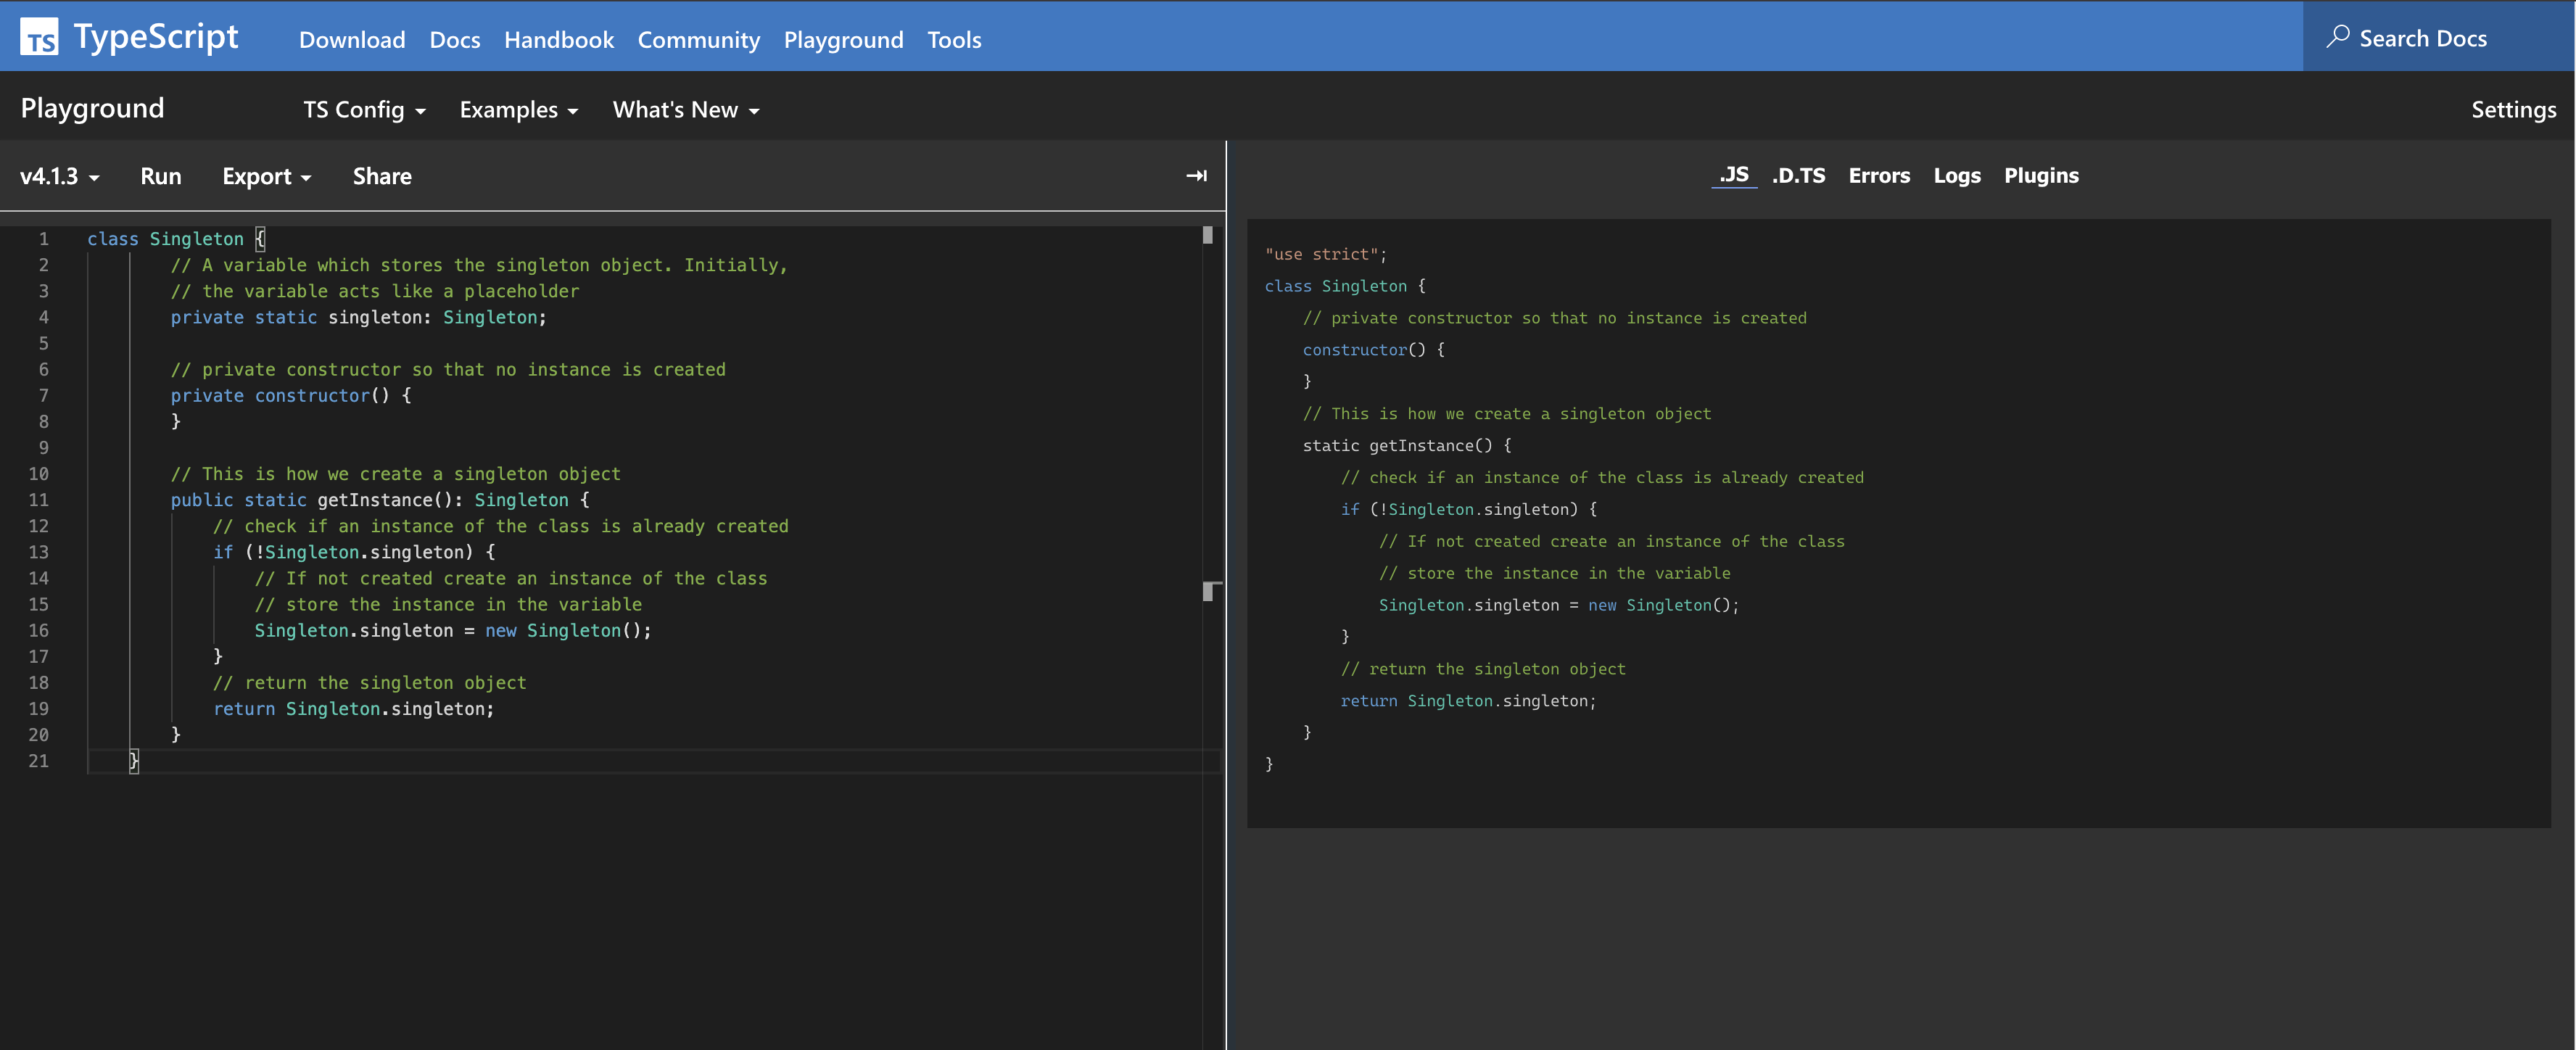 TS TypeScript Download Docs Handbook Community Playground Tools Search Docs
Playground TS Config Examples What's New Settings
v4.1.3 Run Export Share
.JS .D.TS Errors Logs Plugins
1 class Singleton {
2 // A variable which stores the singleton object. Initially,
3 // the variable acts like a placeholder
4 private static singleton: Singleton;
5
6 // private constructor so that no instance is created
7 private constructor() {
8 }
9
10 // This is how we create a singleton object
11 public static getInstance(): Singleton {
12 // check if an instance of the class is already created
13 if (!Singleton.singleton) {
14 // If not created create an instance of the class
15 // store the instance in the variable
16 Singleton.singleton = new Singleton();
17 }
18 // return the singleton object
19 return Singleton.singleton;
20 }
21 }
"use strict";
class Singleton {
// private constructor so that no instance is created
constructor() {
}
// This is how we create a singleton object
static getInstance() {
// check if an instance of the class is already created
if (!Singleton.singleton) {
// If not created create an instance of the class
// store the instance in the variable
Singleton.singleton = new Singleton();
}
// return the singleton object
return Singleton.singleton;
}
}